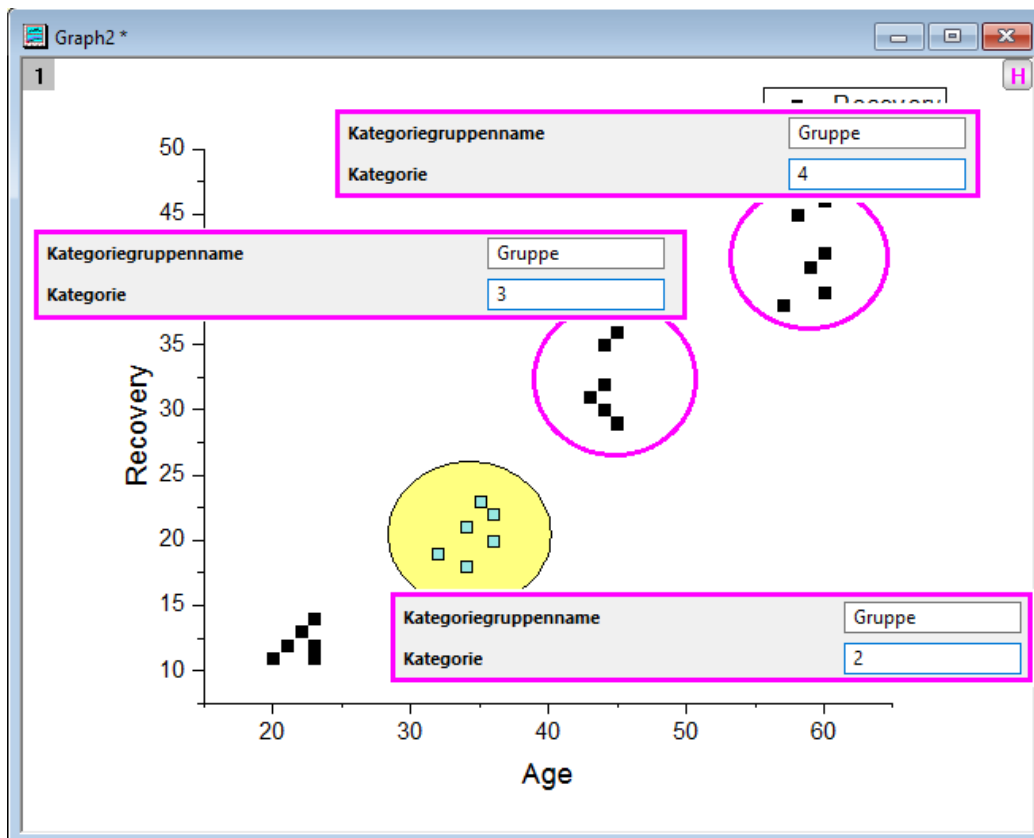 Graph2 *
1
H
Recovery
Kategoriegruppenname Gruppe
Kategorie 4
50
45
Kategoriegruppenname Gruppe
Kategorie 3
35
30
25
20
15
10
Recovery
Kategoriegruppenname Gruppe
Kategorie 2
20 30 40 50 60
Age